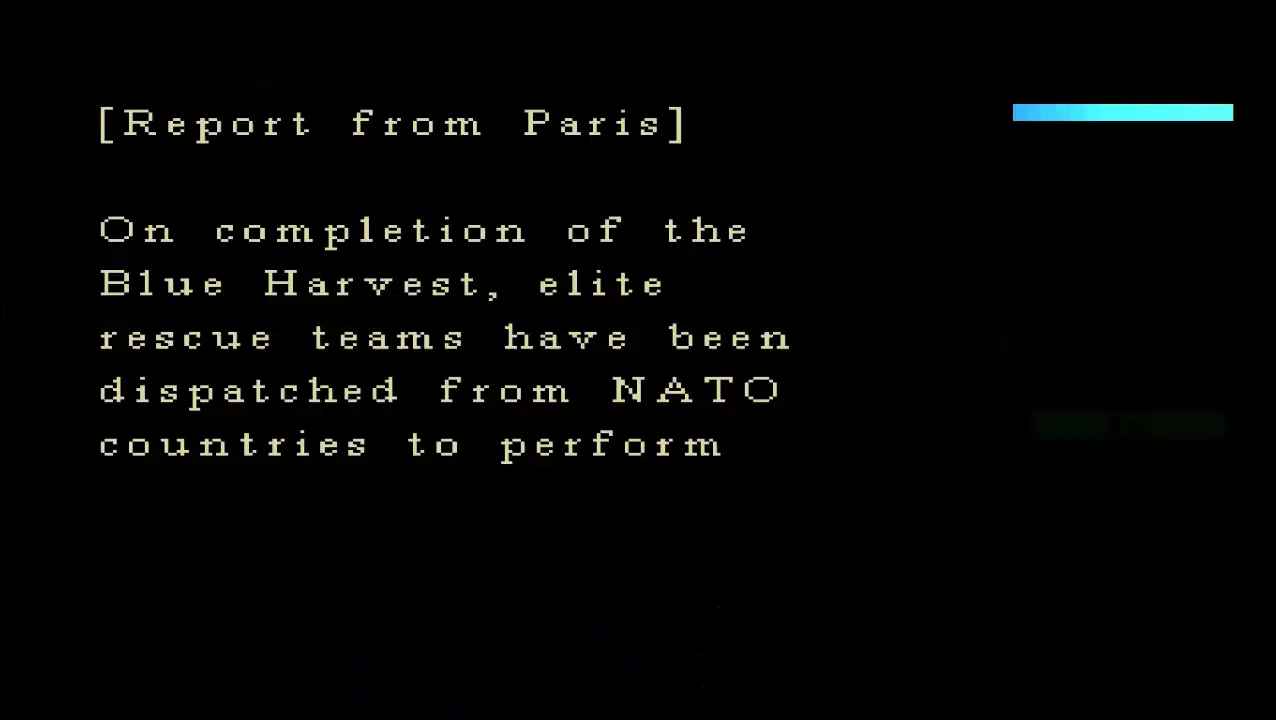 [Report from Paris]
On completion of the
Blue Harvest, elite
rescue teams have been
dispatched from NATO
countries to perform